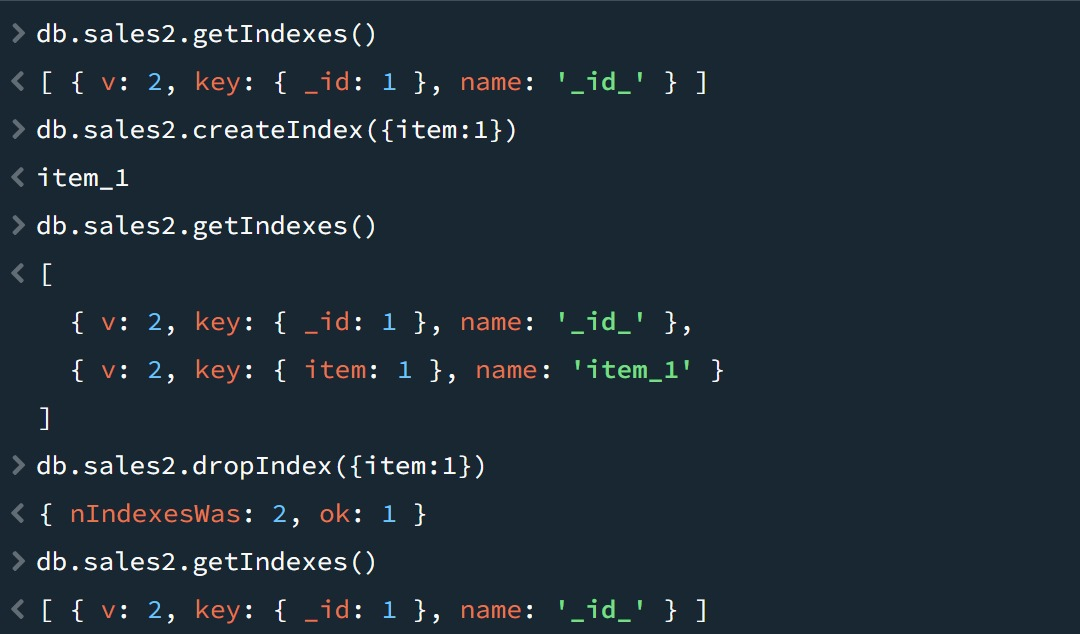 > db.sales2.getIndexes()
< [ { v: 2, key: { _id: 1 }, name: '_id_' } ]
> db.sales2.createIndex({item:1})
< item_1
> db.sales2.getIndexes()
< [
{ v: 2, key: { _id: 1 }, name: '_id_' },
{ v: 2, key: { item: 1 }, name: 'item_1' }
]
> db.sales2.dropIndex({item:1})
< { nIndexesWas: 2, ok: 1 }
> db.sales2.getIndexes()
< [ { v: 2, key: { _id: 1 }, name: '_id_' } ]